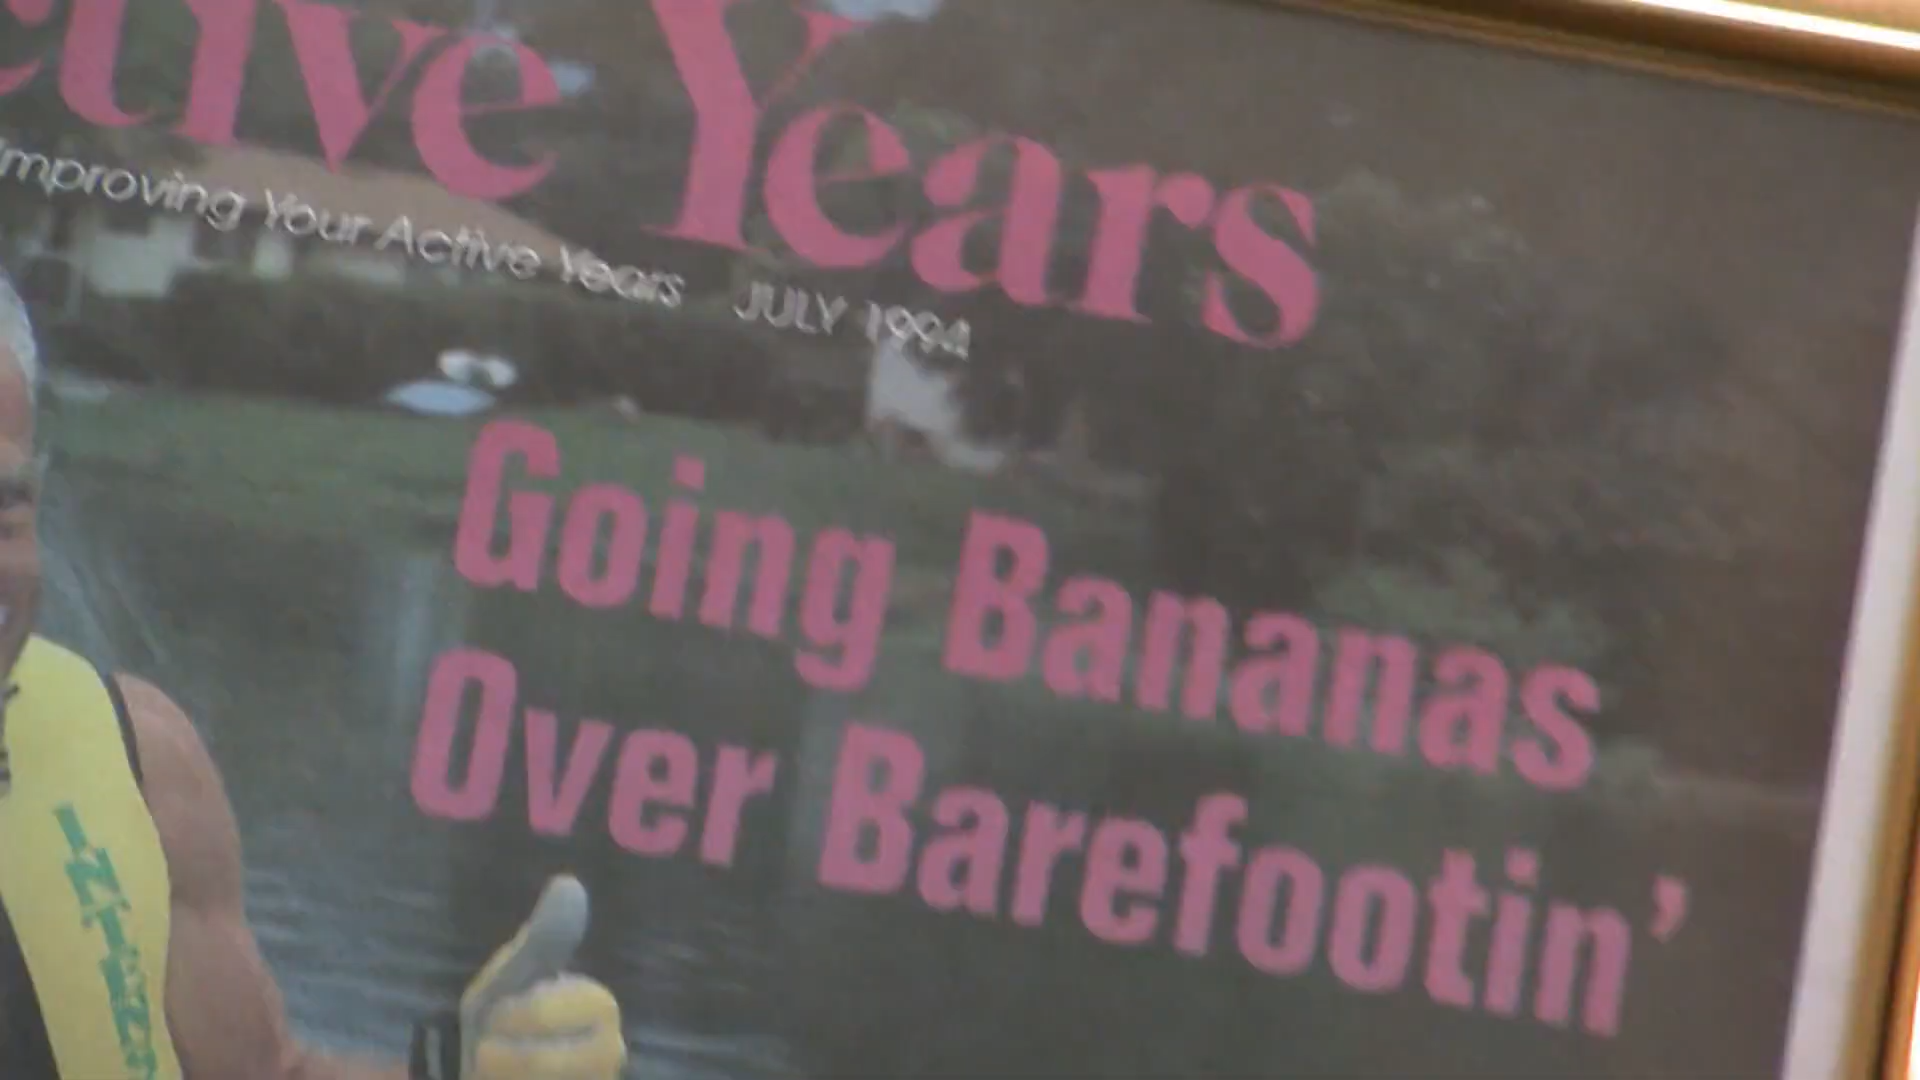 ctive Years
Improving Your Active Years JULY 1994
Going Bananas
Over Barefootin’